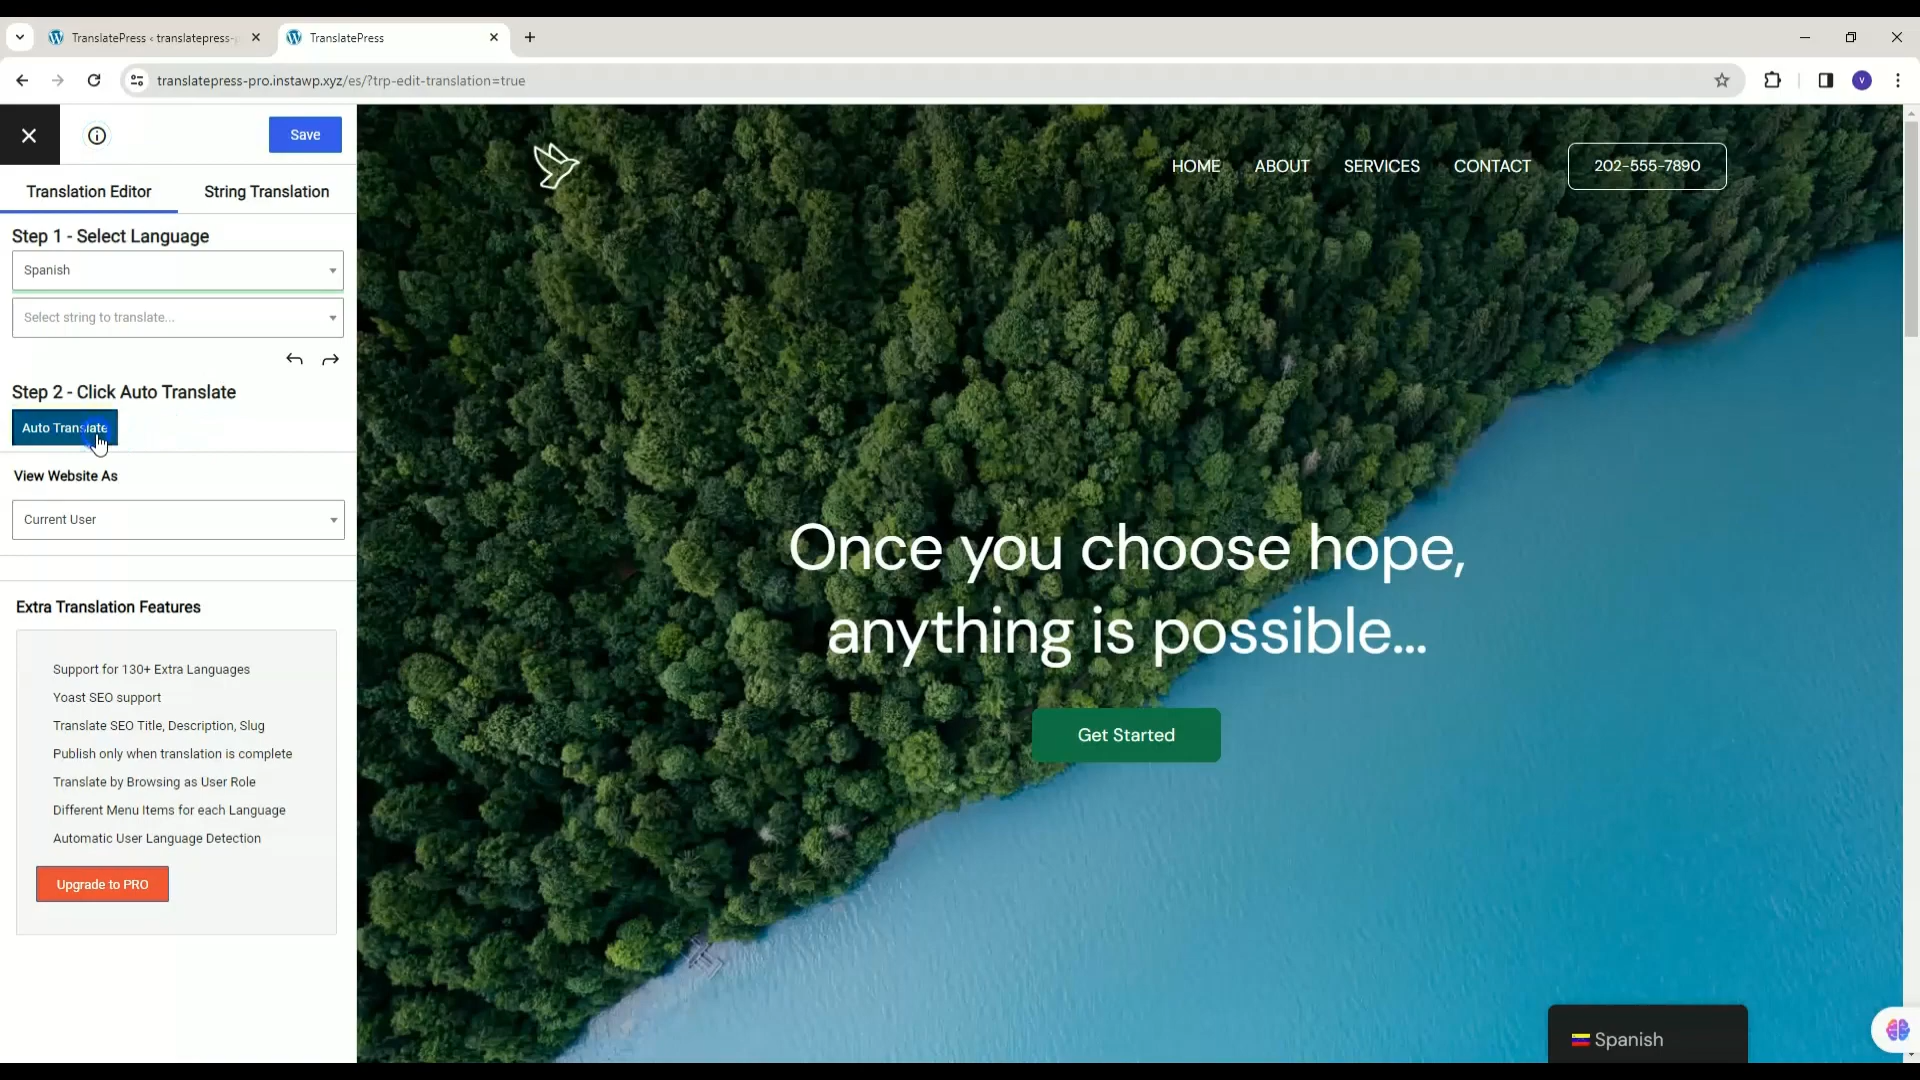 TranslatePress ‹ translatepress-
TranslatePress
translatepress-pro.instawp.xyz/es/?trp-edit-translation=true
V
Save
Translation Editor
String Translation
Step 1 - Select Language
Spanish
Select string to translate...
Step 2 - Click Auto Translate
Auto Translate
View Website As
Current User
Extra Translation Features
Support for 130+ Extra Languages
Yoast SEO support
Translate SEO Title, Description, Slug
Publish only when translation is complete
Translate by Browsing as User Role
Different Menu Items for each Language
Automatic User Language Detection
Upgrade to PRO
HOME ABOUT SERVICES CONTACT 202-555-7890
Once you choose hope,
anything is possible...
Get Started
Spanish